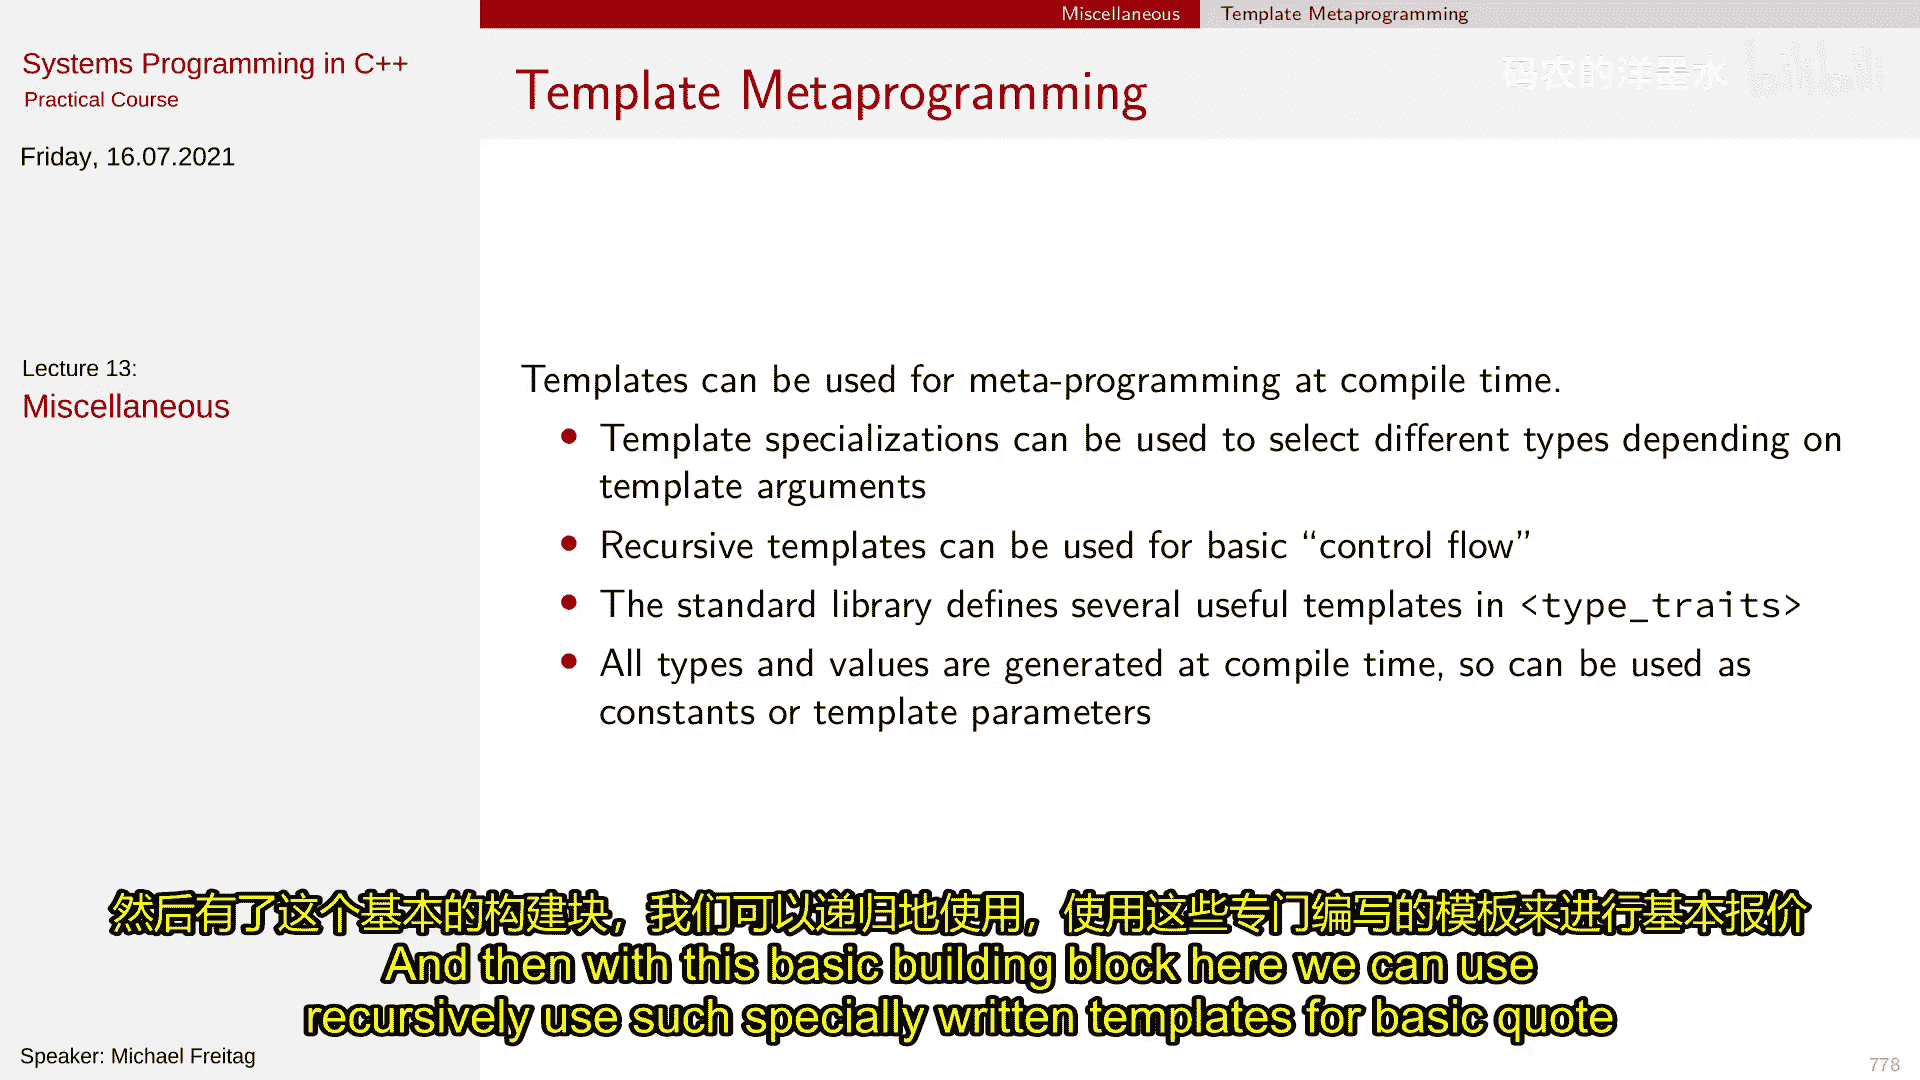 Miscellaneous
Template Metaprogramming
Systems Programming in C++
Practical Course
Friday, 16.07.2021
Template Metaprogramming
码农的洋墨水 bilibili
Lecture 13:
Miscellaneous
Templates can be used for meta-programming at compile time.
Template specializations can be used to select different types depending on
template arguments
Recursive templates can be used for basic “control flow”
The standard library defines several useful templates in <type_traits>
All types and values are generated at compile time, so can be used as
constants or template parameters
然后有了这个基本的构建块，我们可以递归地使用，使用这些专门编写的模板来进行基本报价
And then with this basic building block here we can use
recursively use such specially written templates for basic quote
Speaker: Michael Freitag
778